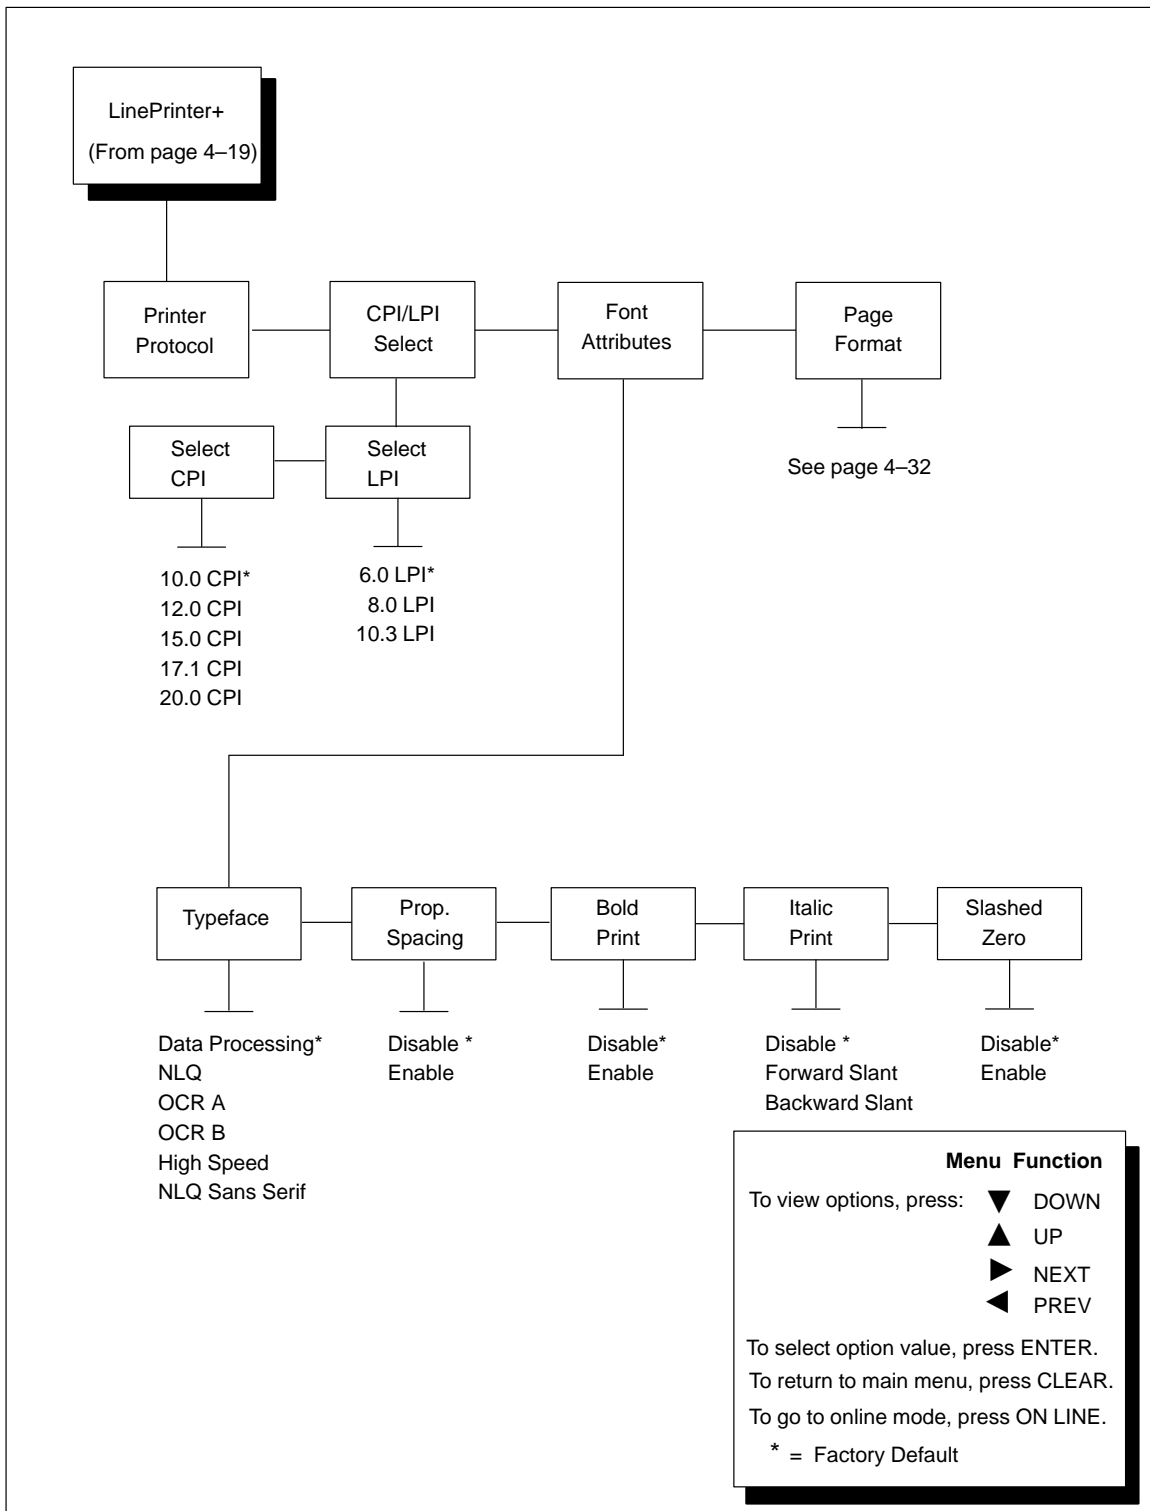 LinePrinter+
(From page 4–19)
Printer
Protocol
CPI/LPI
Select
Font
Attributes
Page
Format
Select
CPI
Select
LPI
See page 4–32
10.0 CPI*
12.0 CPI
15.0 CPI
17.1 CPI
20.0 CPI
6.0 LPI*
8.0 LPI
10.3 LPI
Typeface
Prop.
Spacing
Bold
Print
Italic
Print
Slashed
Zero
Data Processing*
NLQ
OCR A
OCR B
High Speed
NLQ Sans Serif
Disable *
Enable
Disable*
Enable
Disable *
Forward Slant
Backward Slant
Disable*
Enable
Menu Function
To view options, press: ▼ DOWN
▲ UP
► NEXT
◄ PREV
To select option value, press ENTER.
To return to main menu, press CLEAR.
To go to online mode, press ON LINE.
* = Factory Default